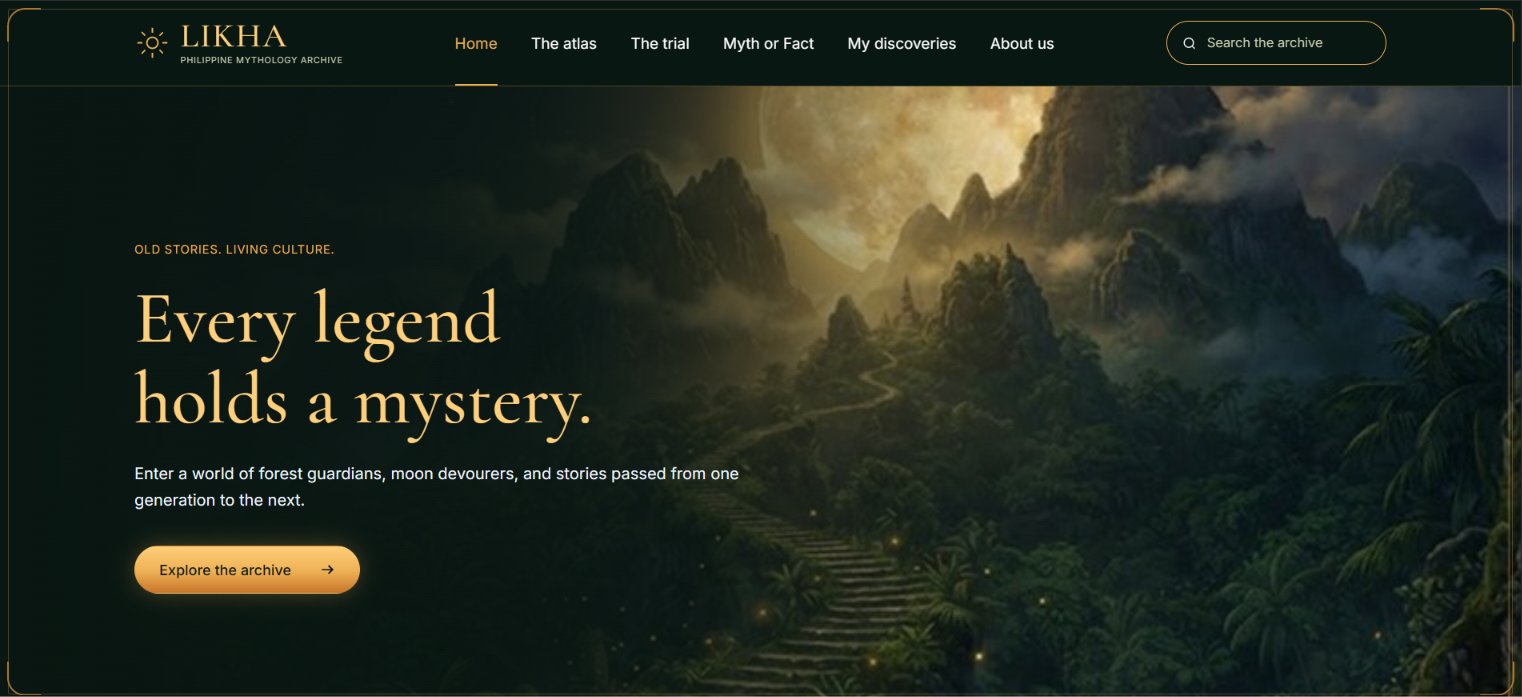 LIKHA
PHILIPPINE MYTHOLOGY ARCHIVE
Home
The atlas
The trial
Myth or Fact
My discoveries
About us
Search the archive
OLD STORIES. LIVING CULTURE.
Every legend
holds a mystery.
Enter a world of forest guardians, moon devourers, and stories passed from one
generation to the next.
Explore the archive →